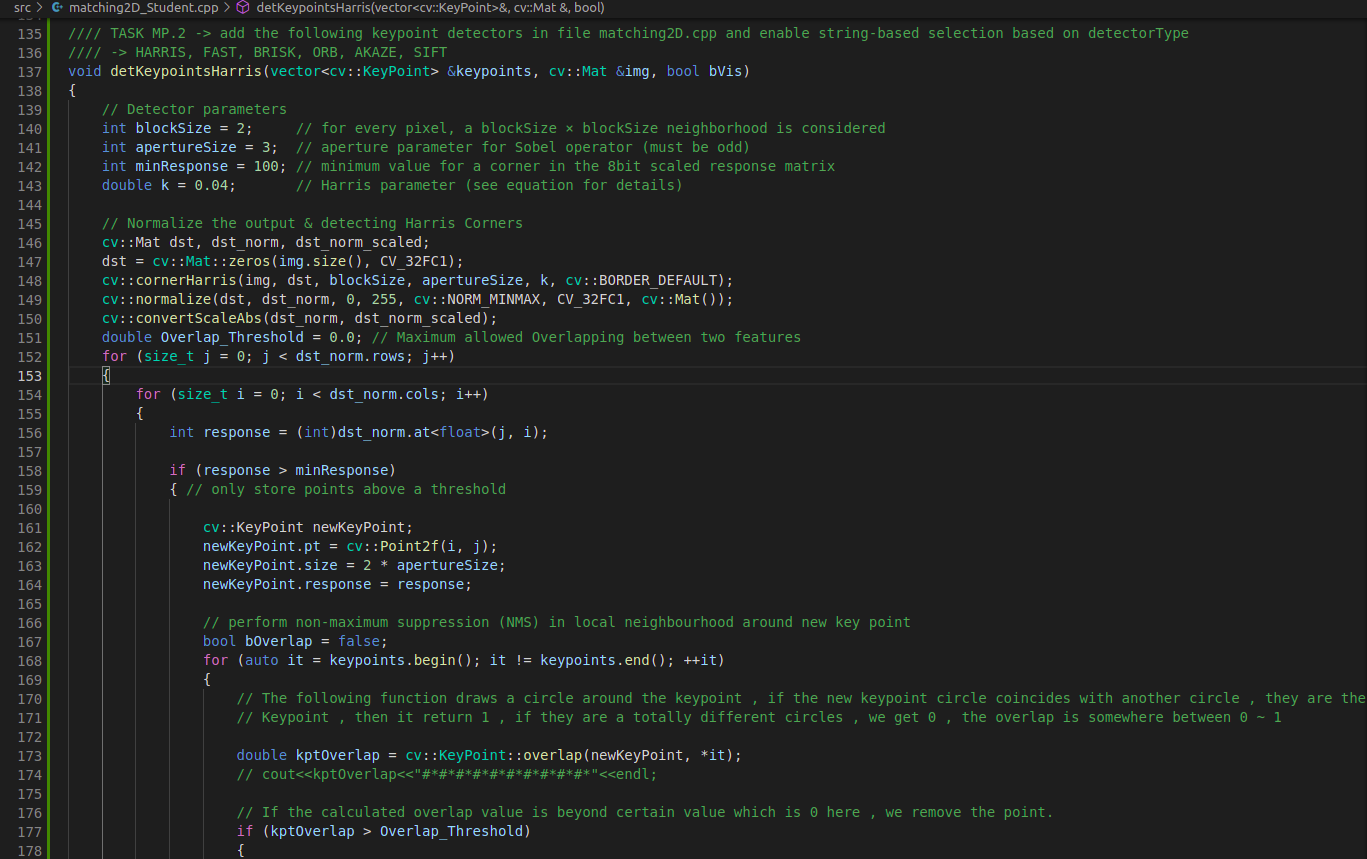 src > matching2D_Student.cpp > detKeypointsHarris(vector<cv::KeyPoint>&, cv::Mat &, bool)
135 //// TASK MP.2 -> add the following keypoint detectors in file matching2D.cpp and enable string-based selection based on detectorType
136 //// -> HARRIS, FAST, BRISK, ORB, AKAZE, SIFT
137 void detKeypointsHarris(vector<cv::KeyPoint> &keypoints, cv::Mat &img, bool bVis)
138 {
139     // Detector parameters
140     int blockSize = 2;     // for every pixel, a blockSize × blockSize neighborhood is considered
141     int apertureSize = 3;  // aperture parameter for Sobel operator (must be odd)
142     int minResponse = 100; // minimum value for a corner in the 8bit scaled response matrix
143     double k = 0.04;       // Harris parameter (see equation for details)
144
145     // Normalize the output & detecting Harris Corners
146     cv::Mat dst, dst_norm, dst_norm_scaled;
147     dst = cv::Mat::zeros(img.size(), CV_32FC1);
148     cv::cornerHarris(img, dst, blockSize, apertureSize, k, cv::BORDER_DEFAULT);
149     cv::normalize(dst, dst_norm, 0, 255, cv::NORM_MINMAX, CV_32FC1, cv::Mat());
150     cv::convertScaleAbs(dst_norm, dst_norm_scaled);
151     double Overlap_Threshold = 0.0; // Maximum allowed Overlapping between two features
152     for (size_t j = 0; j < dst_norm.rows; j++)
153     {
154         for (size_t i = 0; i < dst_norm.cols; i++)
155         {
156             int response = (int)dst_norm.at<float>(j, i);
157
158             if (response > minResponse)
159             { // only store points above a threshold
160
161                 cv::KeyPoint newKeyPoint;
162                 newKeyPoint.pt = cv::Point2f(i, j);
163                 newKeyPoint.size = 2 * apertureSize;
164                 newKeyPoint.response = response;
165
166                 // perform non-maximum suppression (NMS) in local neighbourhood around new key point
167                 bool bOverlap = false;
168                 for (auto it = keypoints.begin(); it != keypoints.end(); ++it)
169                 {
170                     // The following function draws a circle around the keypoint , if the new keypoint circle coincides with another circle , they are the
171                     // Keypoint , then it return 1 , if they are a totally different circles , we get 0 , the overlap is somewhere between 0 ~ 1
172
173                     double kptOverlap = cv::KeyPoint::overlap(newKeyPoint, *it);
174                     // cout<<kptOverlap<<"#*#*#*#*#*#*#*#*#*#*"<<endl;
175
176                     // If the calculated overlap value is beyond certain value which is 0 here , we remove the point.
177                     if (kptOverlap > Overlap_Threshold)
178                     {